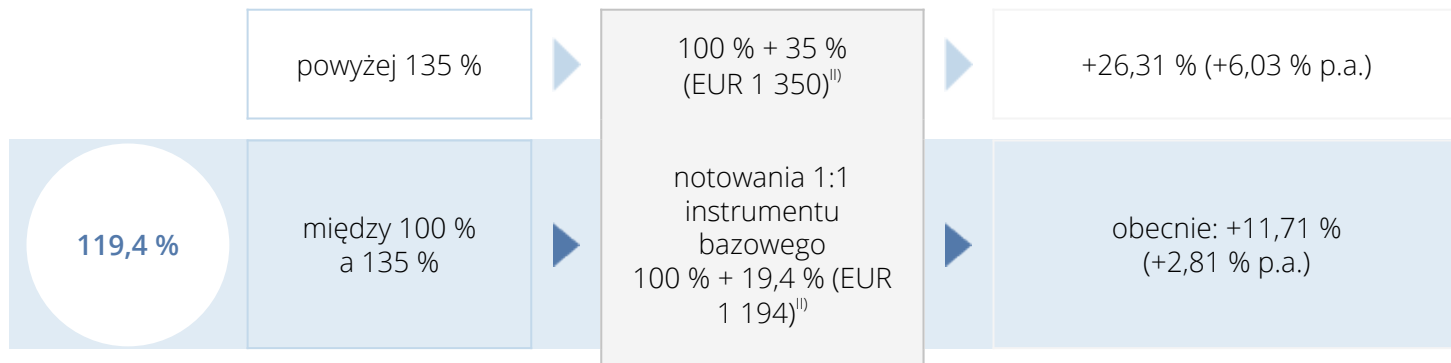 powyżej 135 %
100 % + 35 %
(EUR 1 350)II)
+26,31 % (+6,03 % p.a.)
119,4 %
między 100 %
a 135 %
notowania 1:1
instrumentu
bazowego
100 % + 19,4 % (EUR
1 194)II)
obecnie: +11,71 %
(+2,81 % p.a.)